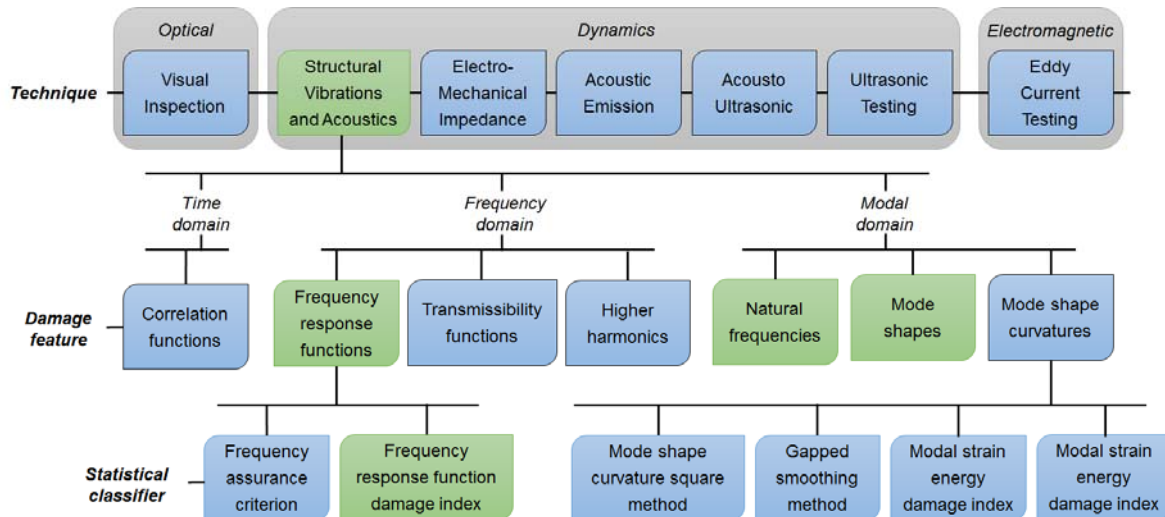 Optical
Dynamics
Electromagnetic
Technique
Visual
Inspection
Structural
Vibrations
and Acoustics
Electro-
Mechanical
Impedance
Acoustic
Emission
Acousto
Ultrasonic
Ultrasonic
Testing
Eddy
Current
Testing
Time
domain
Frequency
domain
Modal
domain
Damage
feature
Correlation
functions
Frequency
response
functions
Transmissibility
functions
Higher
harmonics
Natural
frequencies
Mode
shapes
Mode shape
curvatures
Statistical
classifier
Frequency
assurance
criterion
Frequency
response function
damage index
Mode shape
curvature square
method
Gapped
smoothing
method
Modal strain
energy
damage index
Modal strain
energy
damage index